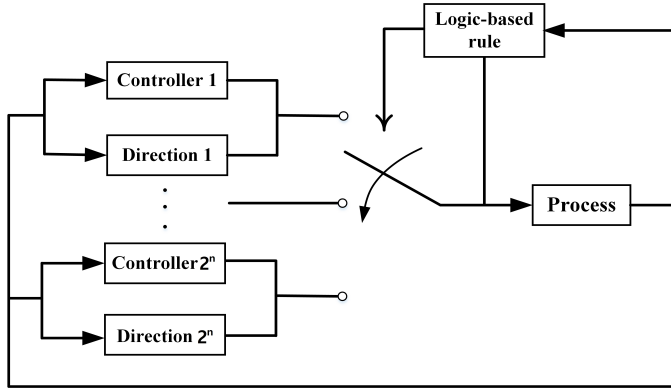 Logic-based
rule
Controller 1
Direction 1
Process
Controller 2ⁿ
Direction 2ⁿ